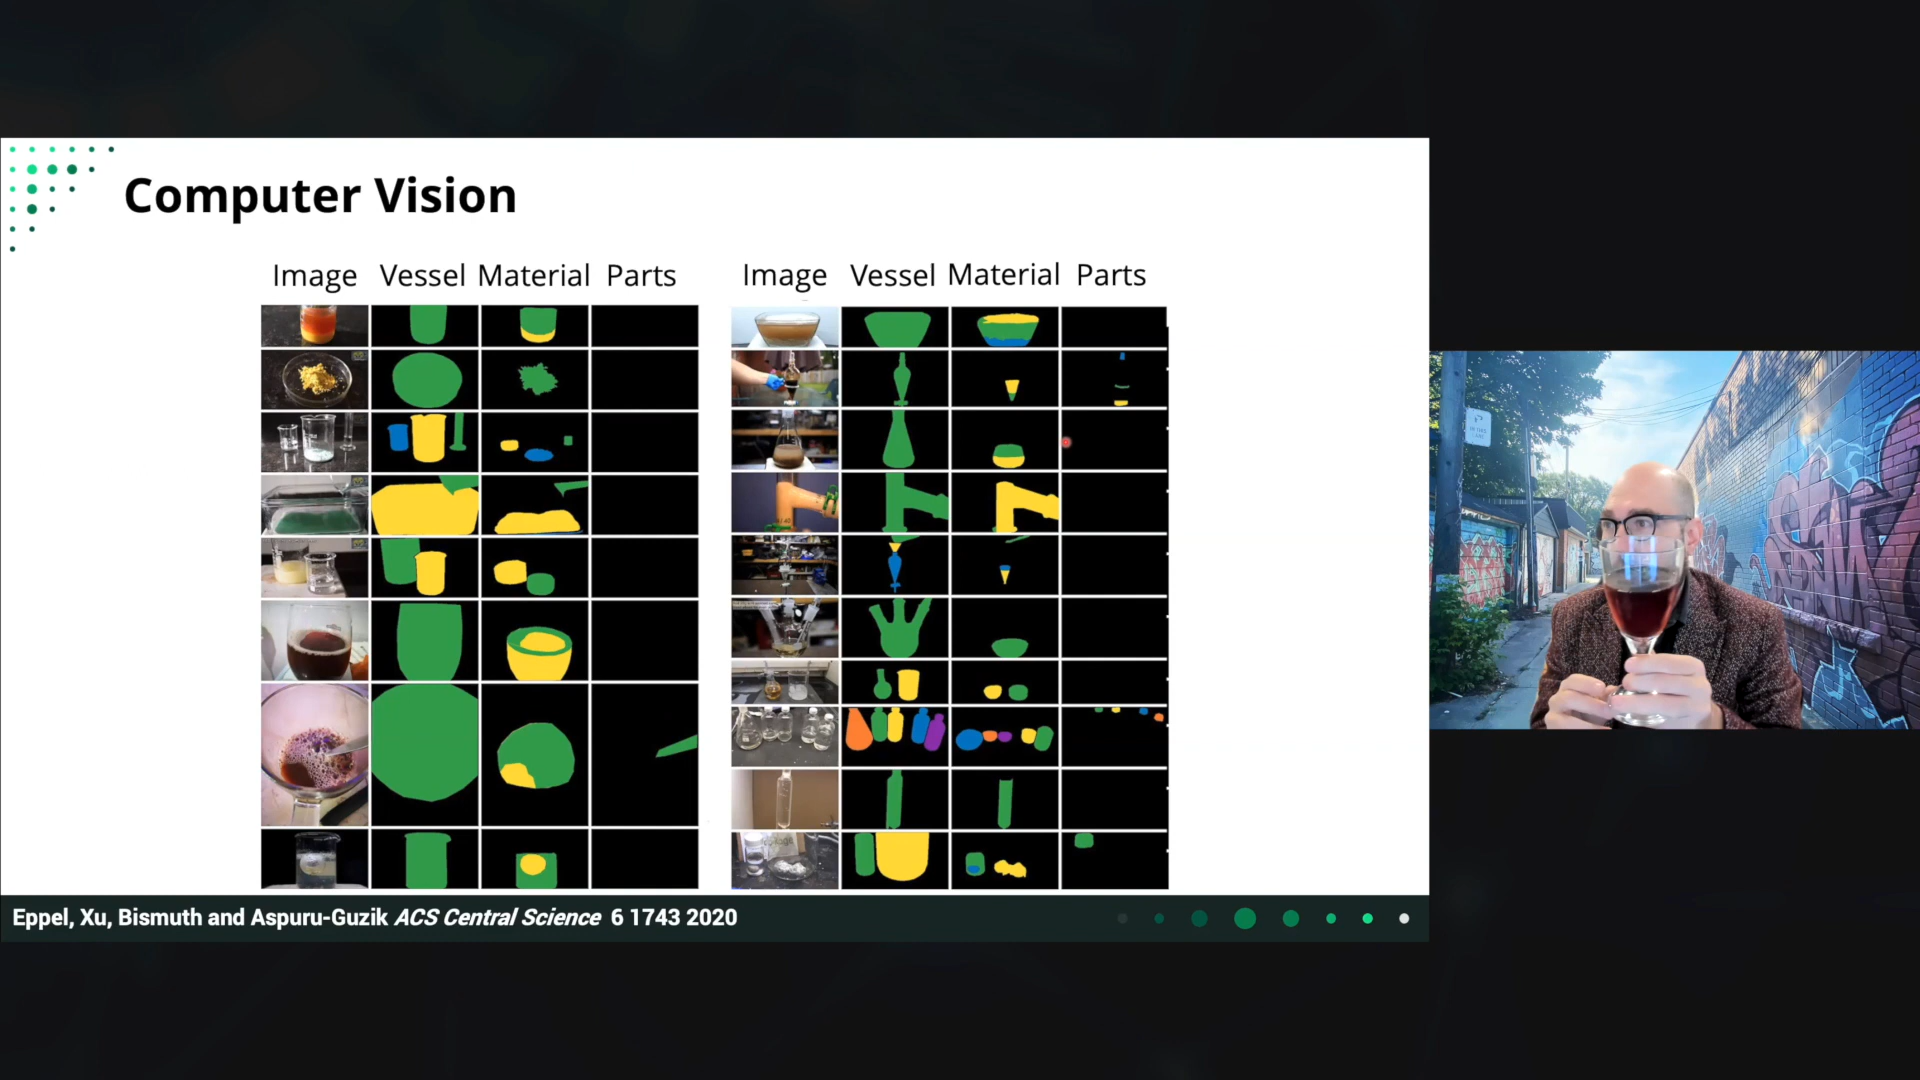 Computer Vision
Image Vessel Material Parts
Image Vessel Material Parts
Eppel, Xu, Bismuth and Aspuru-Guzik ACS Central Science 6 1743 2020